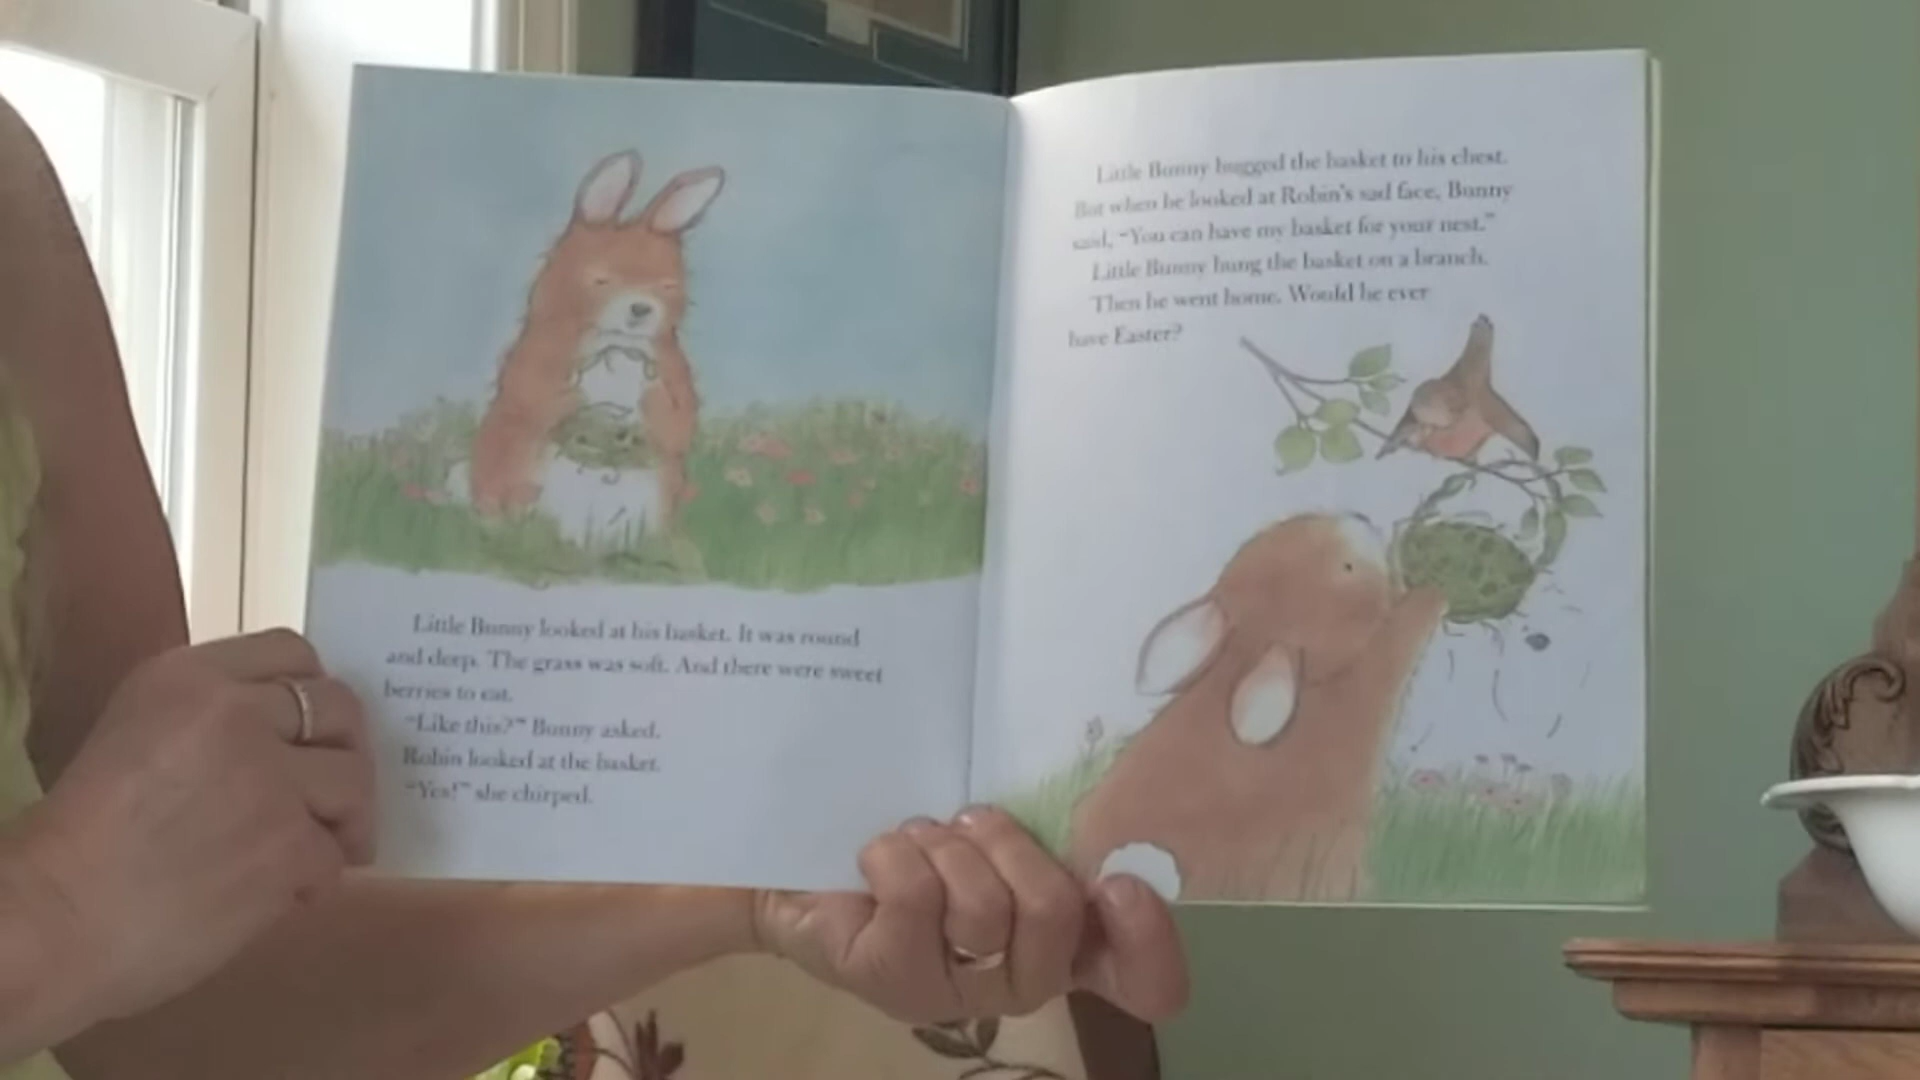 Little Bunny looked at his basket. It was round
and deep. The grass was soft. And there were sweet
berries to eat.
"Like this?" Bunny asked.
Robin looked at the basket.
"Yes!" she chirped.
Little Bunny hugged the basket to his chest.
But when he looked at Robin's sad face, Bunny
said, "You can have my basket for your nest."
Little Bunny hung the basket on a branch.
Then he went home. Would he ever
have Easter?